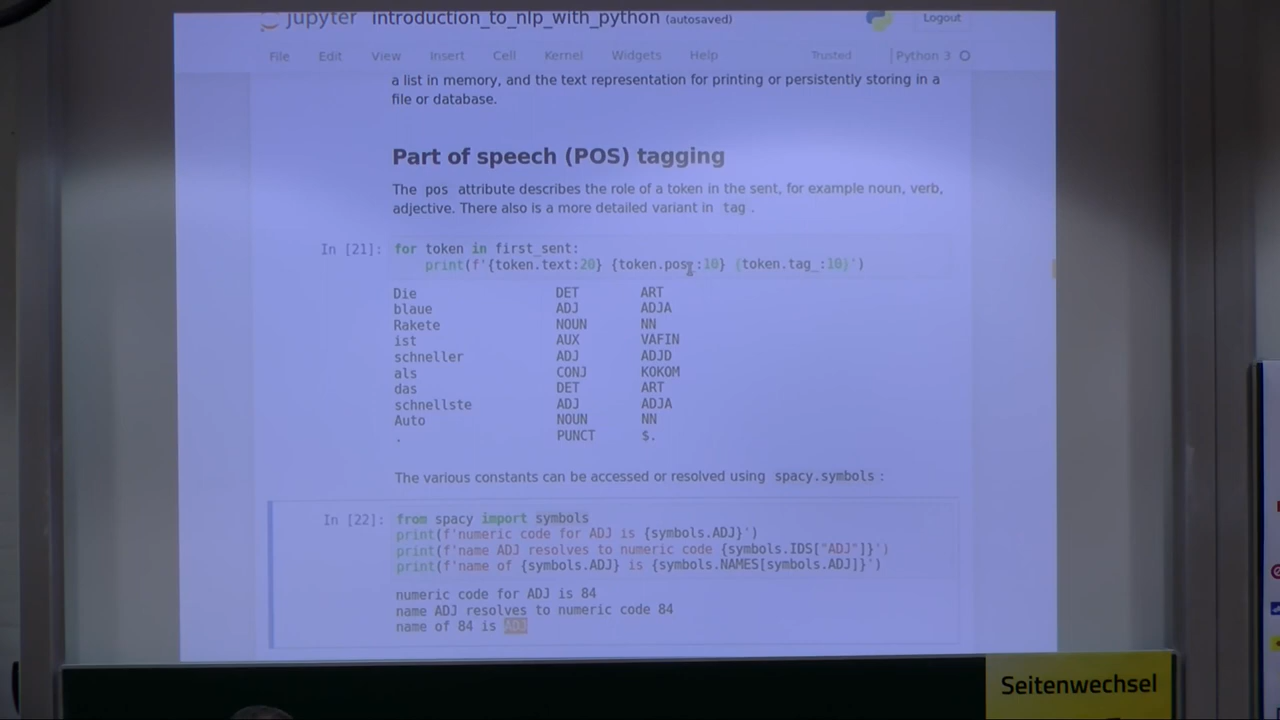 jupyter introduction_to_nlp_with_python (autosaved) Logout
File Edit View Insert Cell Kernel Widgets Help Trusted Python 3
a list in memory, and the text representation for printing or persistently storing in a
file or database.
Part of speech (POS) tagging
The pos attribute describes the role of a token in the sent, for example noun, verb,
adjective. There also is a more detailed variant in tag .
In [21]: for token in first_sent:
print(f'{token.text:20} {token.pos_:10} {token.tag_:10}')
Die DET ART
blaue ADJ ADJA
Rakete NOUN NN
ist AUX VAFIN
schneller ADJ ADJD
als CONJ KOKOM
das DET ART
schnellste ADJ ADJA
Auto NOUN NN
. PUNCT $.
The various constants can be accessed or resolved using spacy.symbols :
In [22]: from spacy import symbols
print(f'numeric code for ADJ is {symbols.ADJ}')
print(f'name ADJ resolves to numeric code {symbols.IDS["ADJ"]}')
print(f'name of {symbols.ADJ} is {symbols.NAMES[symbols.ADJ]}')
numeric code for ADJ is 84
name ADJ resolves to numeric code 84
name of 84 is ADJ
Seitenwechsel